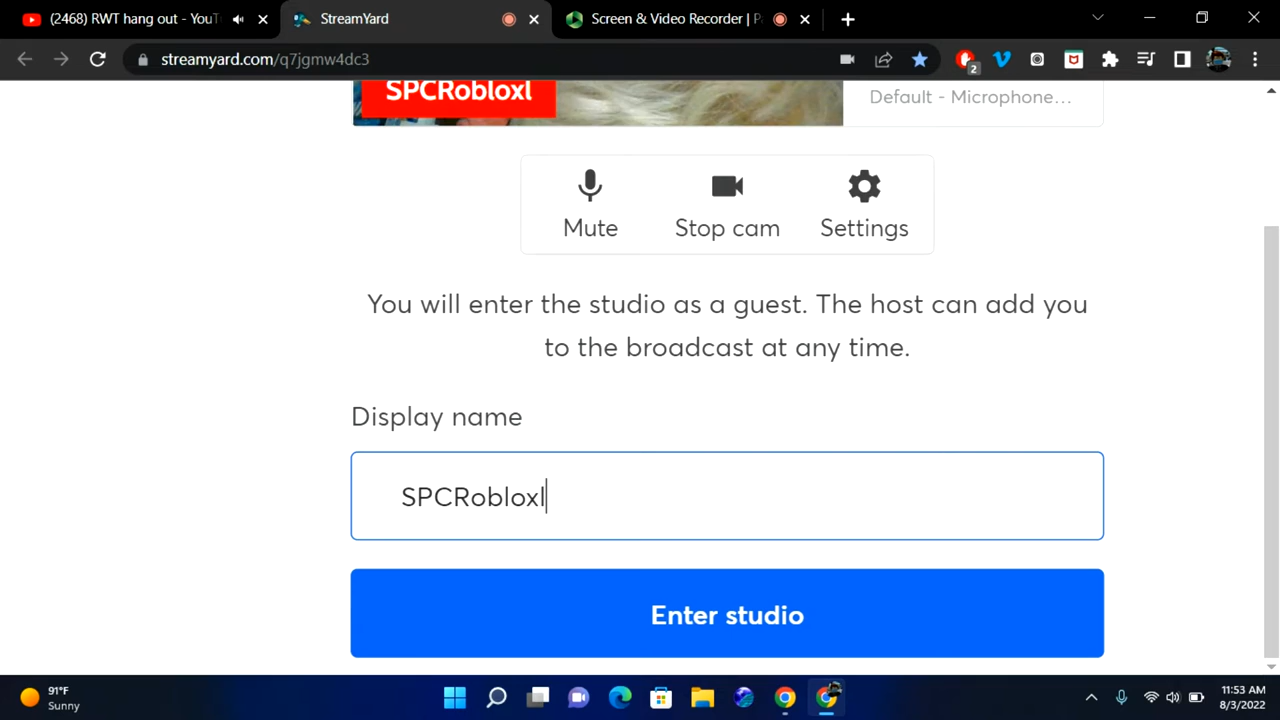 (2468) RWT hang out - YouT
StreamYard
Screen & Video Recorder | P
streamyard.com/q7jgmw4dc3
2
SPCRobloxl
Default - Microphone...
Mute
Stop cam
Settings
You will enter the studio as a guest. The host can add you
to the broadcast at any time.
Display name
SPCRobloxl
Enter studio
91°F
Sunny
11:53 AM
8/3/2022